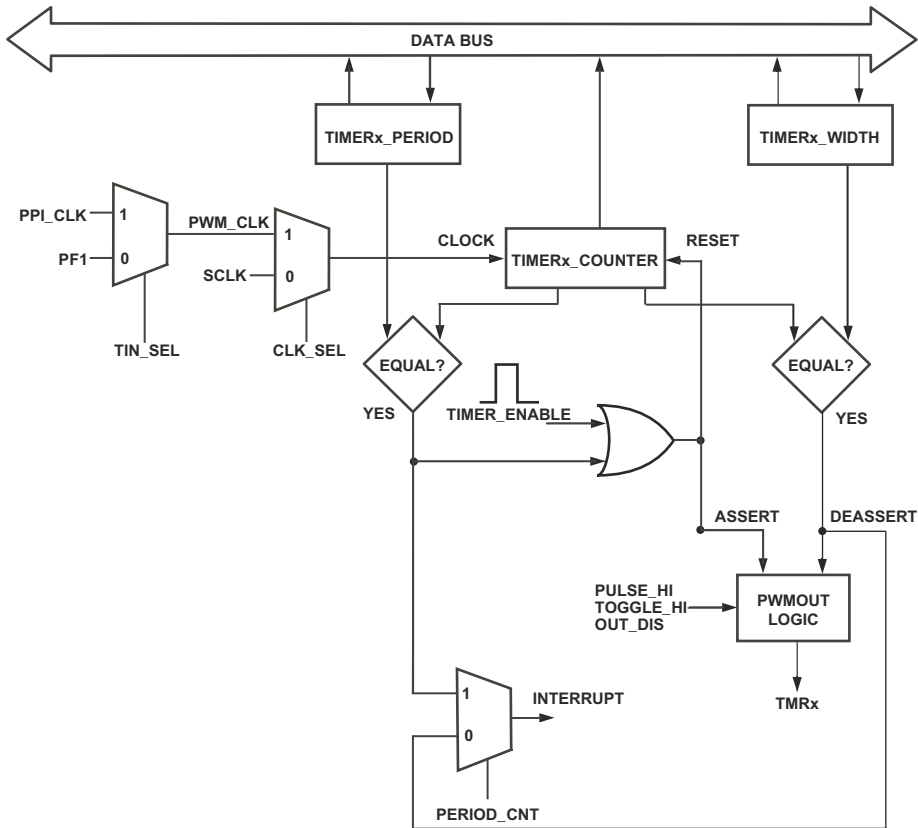 DATA BUS
TIMERx_PERIOD
TIMERx_WIDTH
PPI_CLK
1
PWM_CLK
1
CLOCK
RESET
PF1
0
SCLK
0
TIMERx_COUNTER
TIN_SEL
CLK_SEL
EQUAL?
EQUAL?
YES
TIMER_ENABLE
YES
ASSERT
DEASSERT
PULSE_HI
TOGGLE_HI
OUT_DIS
PWMOUT
LOGIC
1
INTERRUPT
TMRx
0
PERIOD_CNT